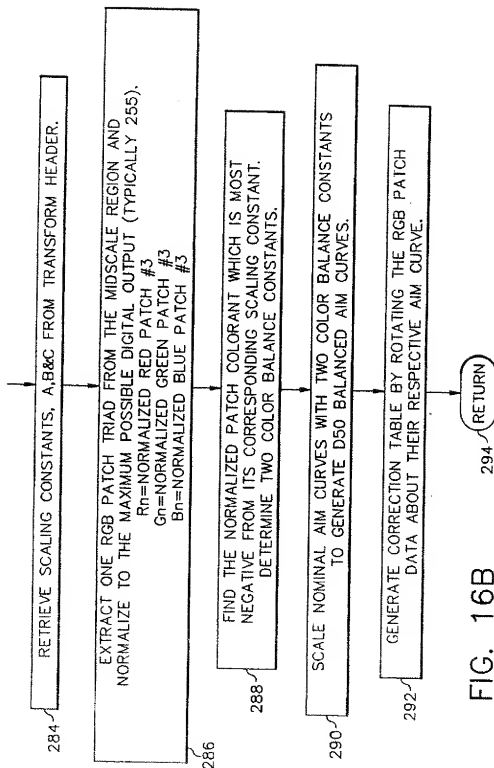 284
RETRIEVE SCALING CONSTANTS, A,B&C FROM TRANSFORM HEADER.
286
EXTRACT ONE RGB PATCH TRIAD FROM THE MIDSCALE REGION AND
NORMALIZE TO THE MAXIMUM POSSIBLE DIGITAL OUTPUT (TYPICALLY 255).
Rn=NORMALIZED RED PATCH #3
Gn=NORMALIZED GREEN PATCH #3
Bn=NORMALIZED BLUE PATCH #3
288
FIND THE NORMALIZED PATCH COLORANT WHICH IS MOST
NEGATIVE FROM ITS CORRESPONDING SCALING CONSTANT.
DETERMINE TWO COLOR BALANCE CONSTANTS.
290
SCALE NOMINAL AIM CURVES WITH TWO COLOR BALANCE CONSTANTS
TO GENERATE D50 BALANCED AIM CURVES.
292
GENERATE CORRECTION TABLE BY ROTATING THE RGB PATCH
DATA ABOUT THEIR RESPECTIVE AIM CURVE.
294
RETURN
FIG. 16B